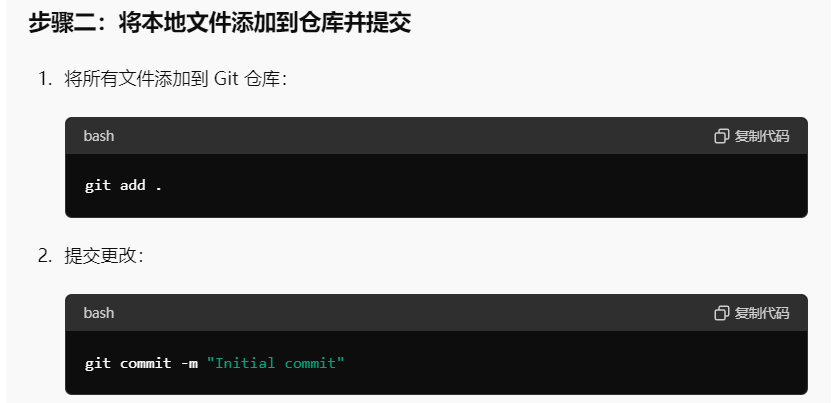 步骤二：将本地文件添加到仓库并提交
1. 将所有文件添加到 Git 仓库：
bash 复制代码
git add .
2. 提交更改：
bash 复制代码
git commit -m "Initial commit"